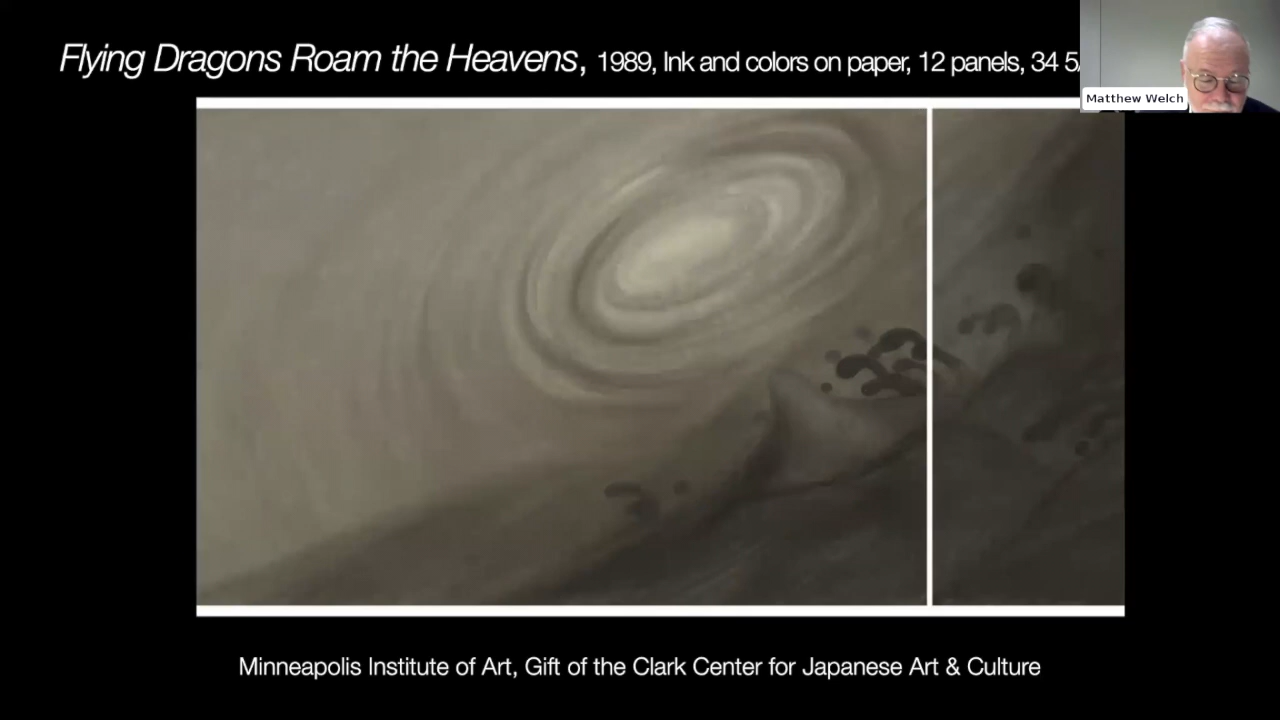 Flying Dragons Roam the Heavens, 1989, Ink and colors on paper, 12 panels, 34 5/
Matthew Welch
Minneapolis Institute of Art, Gift of the Clark Center for Japanese Art & Culture